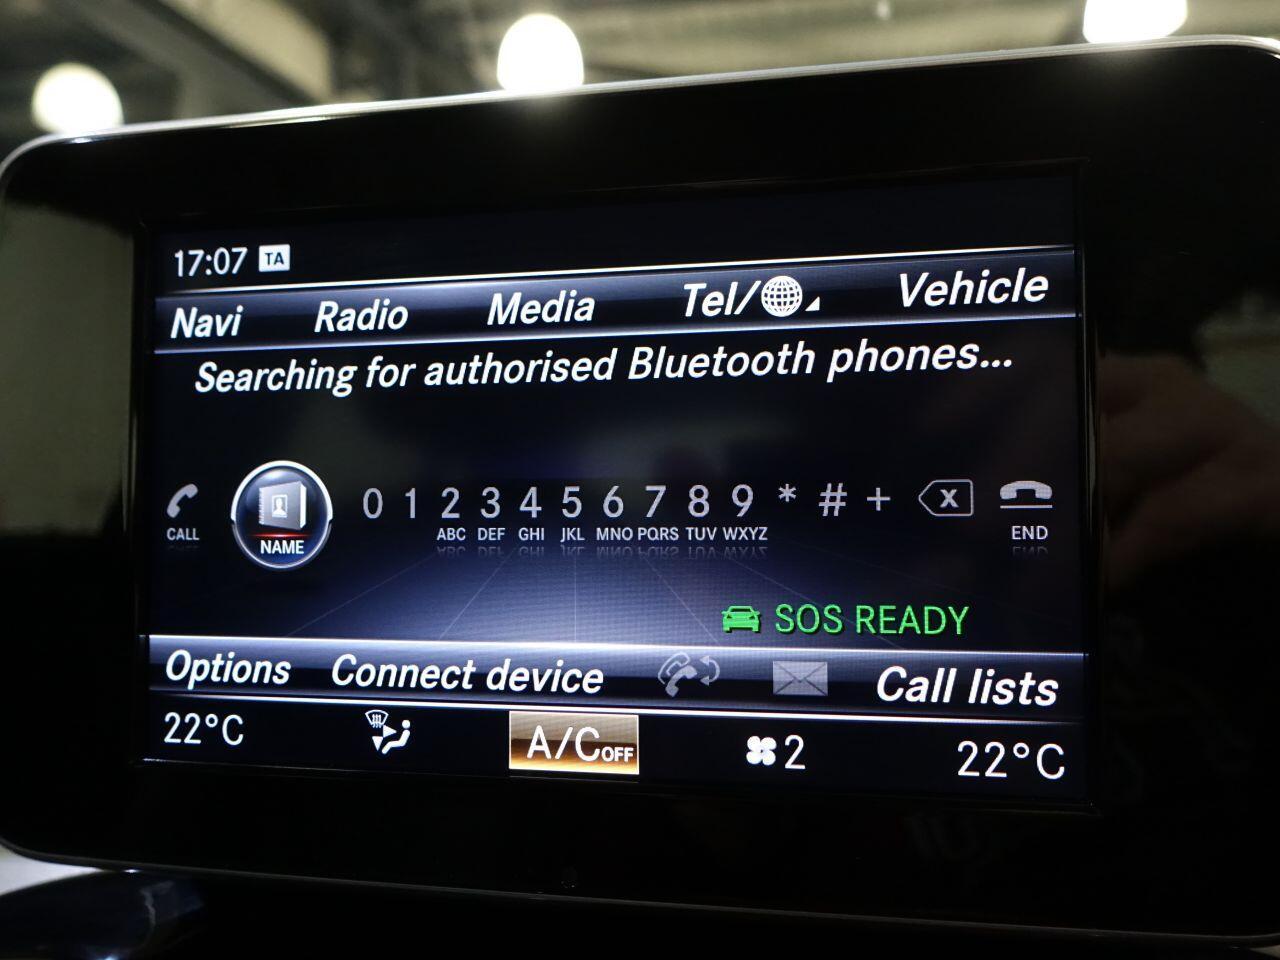 17:07 TA
Navi Radio Media Tel/ Vehicle
Searching for authorised Bluetooth phones...
0 1 2 3 4 5 6 7 8 9 * # + X
CALL NAME ABC DEF GHI JKL MNO PQRS TUV WXYZ END
SOS READY
Options Connect device Call lists
22°C A/C OFF 2 22°C